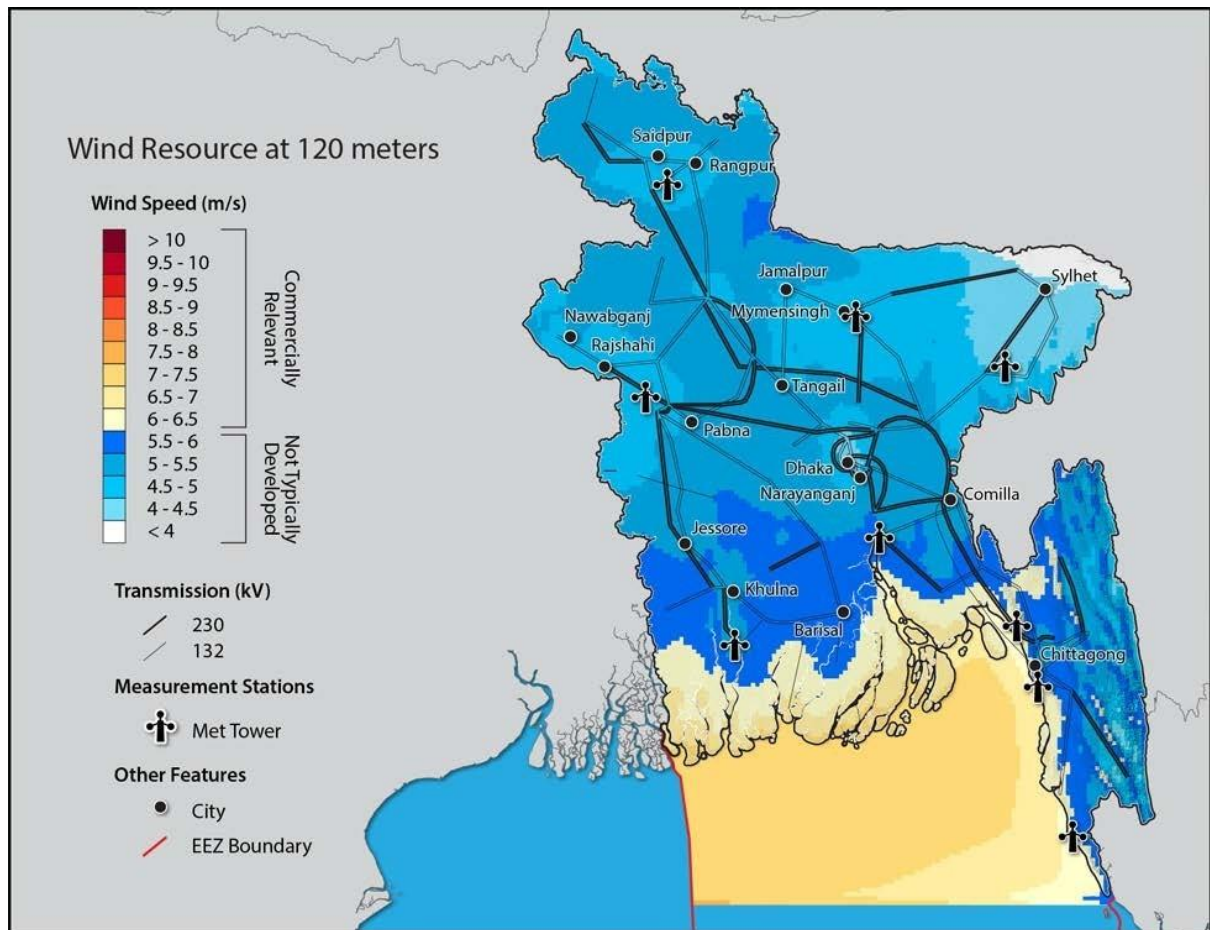 Wind Resource at 120 meters
Wind Speed (m/s)
> 10
9.5 - 10
9 - 9.5
8.5 - 9
8 - 8.5
7.5 - 8
7 - 7.5
6.5 - 7
6 - 6.5
5.5 - 6
5 - 5.5
4.5 - 5
4 - 4.5
< 4
Commercially
Relevant
Not Typically
Developed
Transmission (kV)
230
132
Measurement Stations
Met Tower
Other Features
City
EEZ Boundary
Saidpur
Rangpur
Jamalpur
Sylhet
Mymensingh
Nawabganj
Rajshahi
Tangail
Pabna
Dhaka
Narayanganj
Comilla
Jessore
Khulna
Barisal
Chittagong